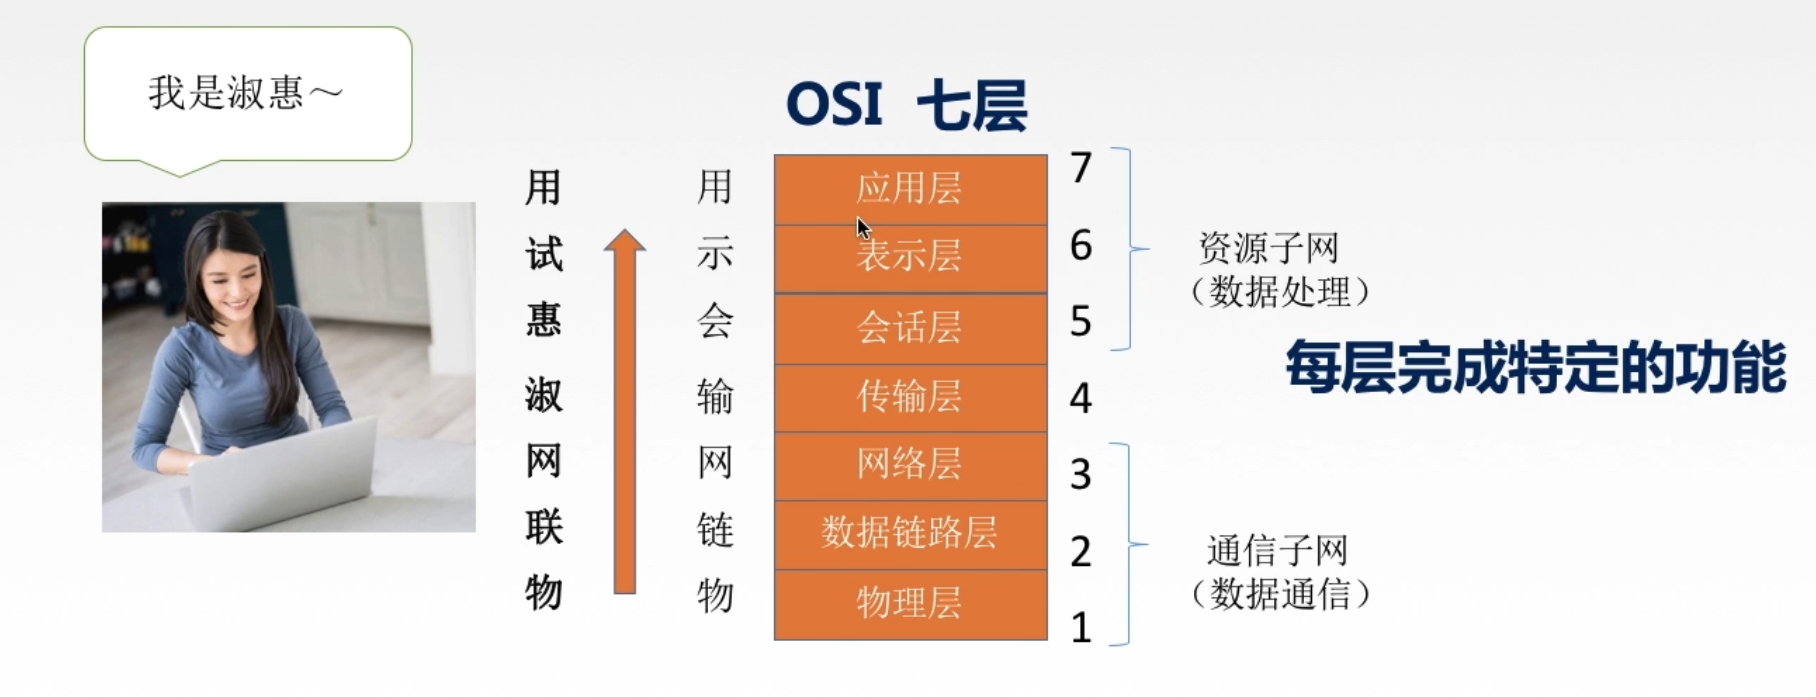 我是淑惠～
OSI 七层
用
试
惠
淑
网
联
物
用
示
会
输
网
链
物
应用层
表示层
会话层
传输层
网络层
数据链路层
物理层
7
6
5
4
3
2
1
资源子网
（数据处理）
每层完成特定的功能
通信子网
（数据通信）